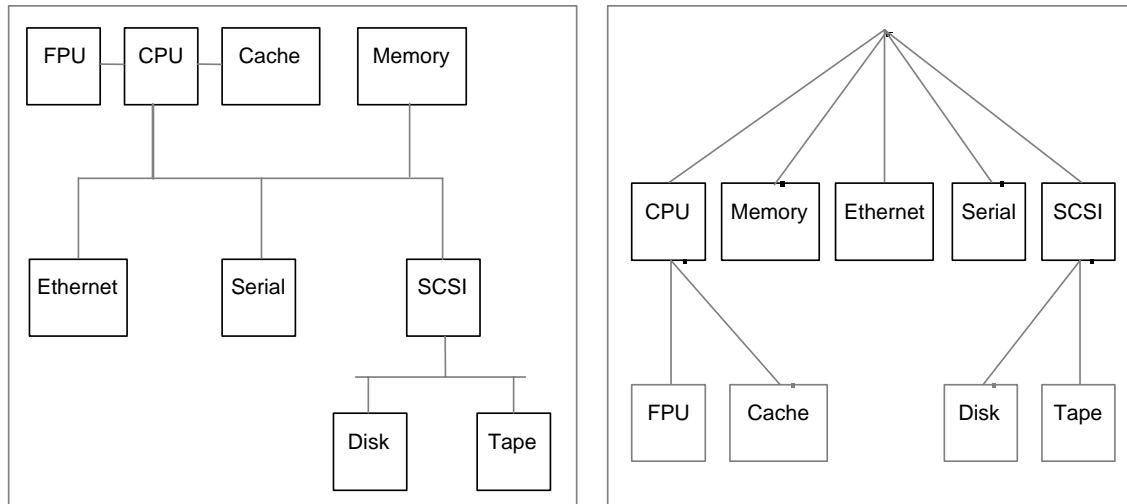 FPU CPU Cache Memory
Ethernet Serial SCSI
Disk Tape
CPU Memory Ethernet Serial SCSI
FPU Cache Disk Tape